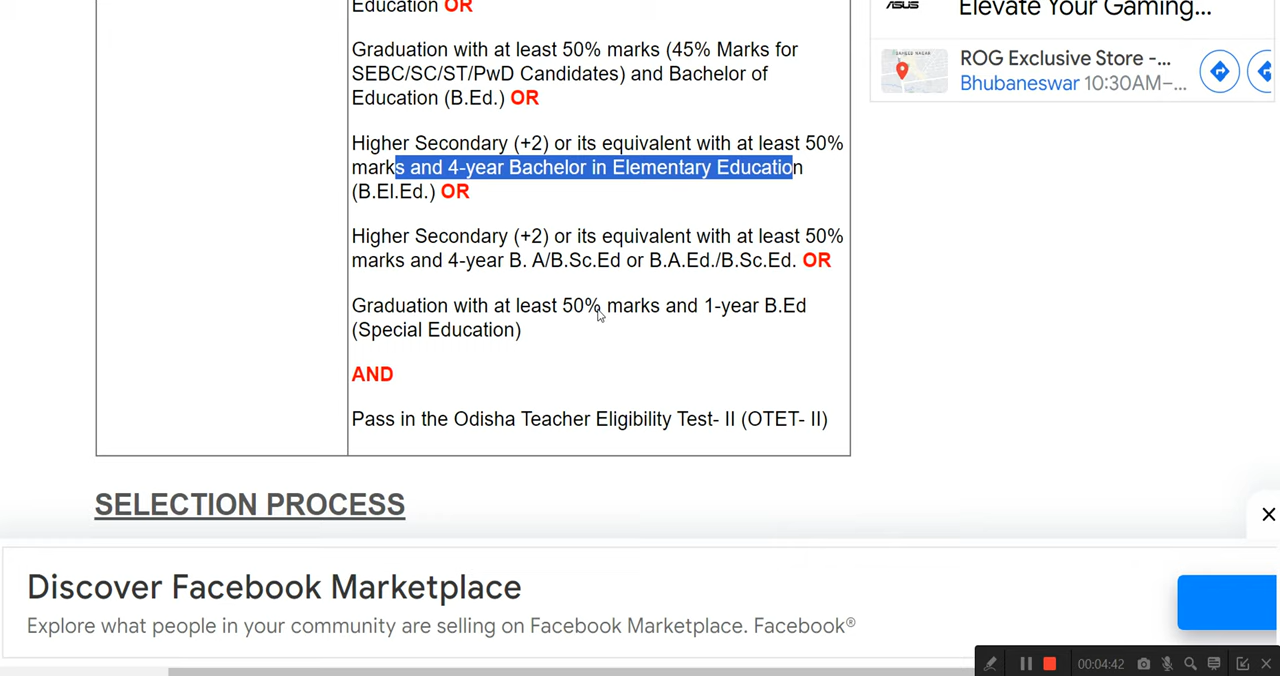 Education OR
Graduation with at least 50% marks (45% Marks for
SEBC/SC/ST/PwD Candidates) and Bachelor of
Education (B.Ed.) OR
Higher Secondary (+2) or its equivalent with at least 50%
marks and 4-year Bachelor in Elementary Education
(B.El.Ed.) OR
Higher Secondary (+2) or its equivalent with at least 50%
marks and 4-year B. A/B.Sc.Ed or B.A.Ed./B.Sc.Ed. OR
Graduation with at least 50% marks and 1-year B.Ed
(Special Education)
AND
Pass in the Odisha Teacher Eligibility Test- II (OTET- II)
SELECTION PROCESS
ASUS
Elevate Your Gaming...
ROG Exclusive Store -...
Bhubaneswar 10:30AM–...
Discover Facebook Marketplace
Explore what people in your community are selling on Facebook Marketplace. Facebook®
00:04:42